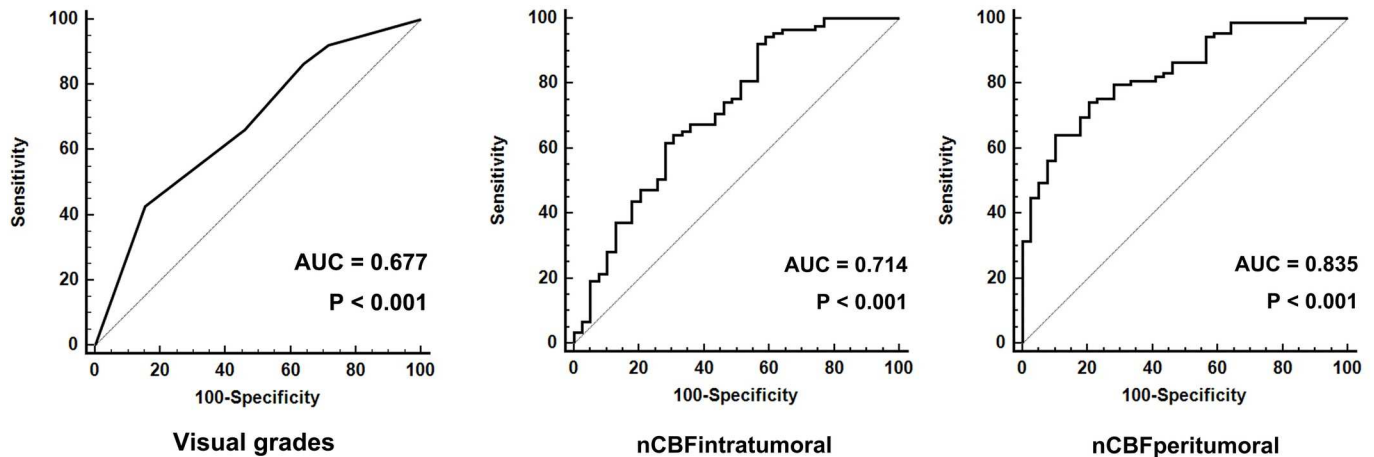 100
80
60
40
20
0
Sensitivity
0 20 40 60 80 100
100-Specificity
AUC = 0.677
P < 0.001
Visual grades
100
80
60
40
20
0
Sensitivity
0 20 40 60 80 100
100-Specificity
AUC = 0.714
P < 0.001
nCBFintratumoral
100
80
60
40
20
0
Sensitivity
0 20 40 60 80 100
100-Specificity
AUC = 0.835
P < 0.001
nCBFperitumoral